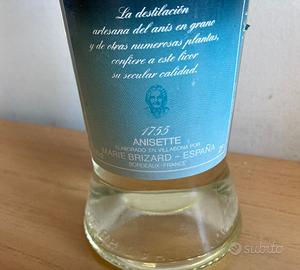 La destilación
artesana del anís en grano
y de otras numerosas plantas,
confiere a este licor
su secular calidad.
1755
ANISETTE
ELABORADO EN VILLABONA POR
MARIE BRIZARD - ESPAÑA
BORDEAUX - FRANCE
subito